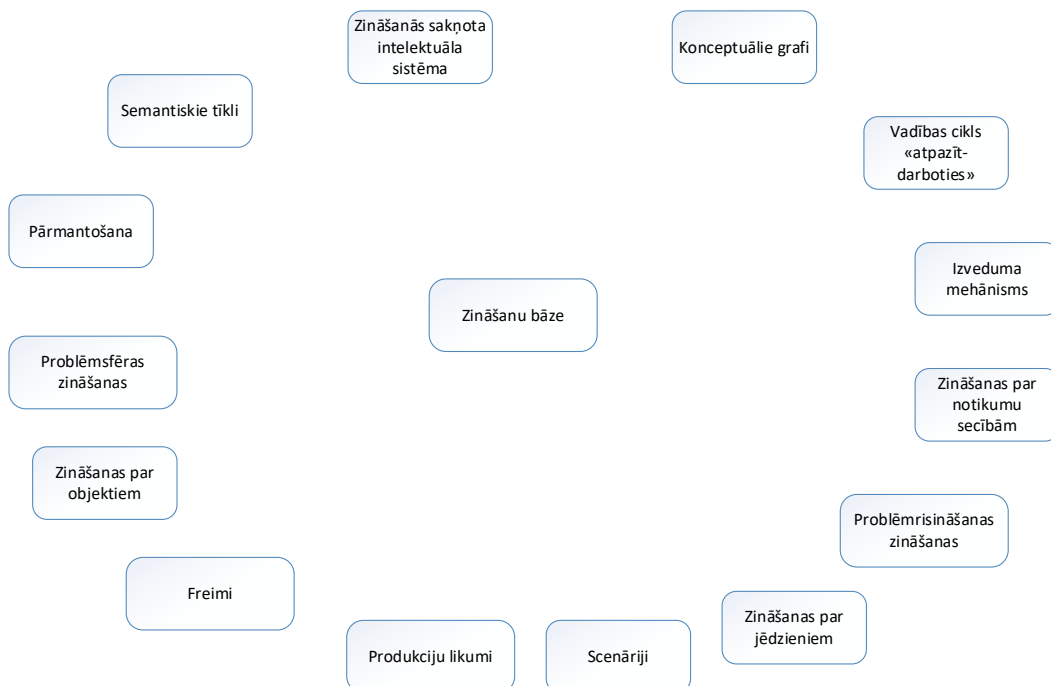 Zināšanās sakņota
intelektuāla
sistēma
Konceptuālie grafi
Semantiskie tīkli
Vadības cikls
«atpazīt-
darboties»
Pārmantošana
Izveduma
mehānisms
Zināšanu bāze
Problēmsfēras
zināšanas
Zināšanas par
notikumu
secībām
Zināšanas par
objektiem
Problēmrisināšanas
zināšanas
Freimi
Zināšanas par
jēdzieniem
Produkciju likumi
Scenāriji